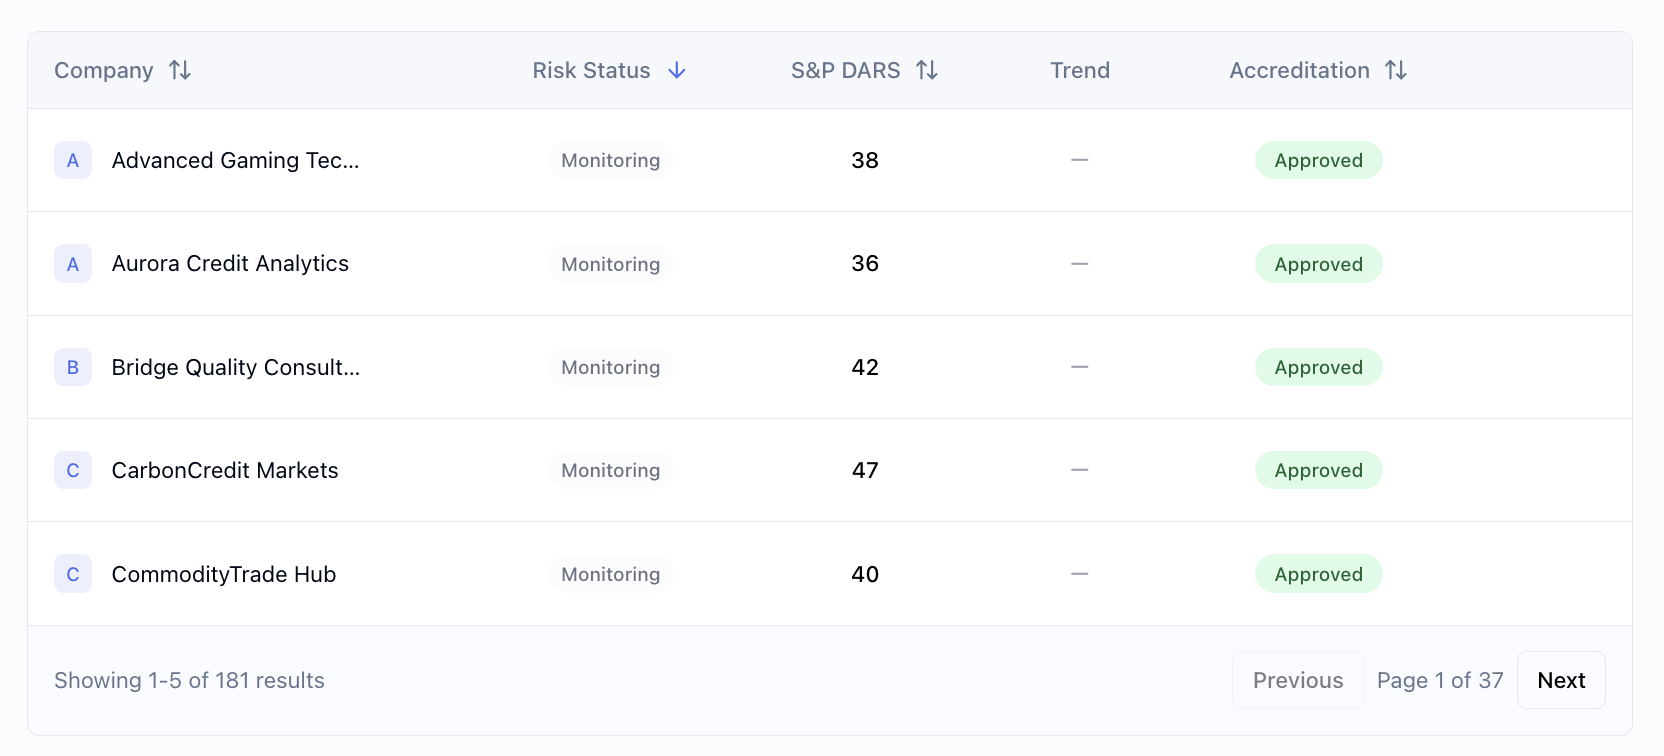 Company Risk Status S&P DARS Trend Accreditation
A Advanced Gaming Tec... Monitoring 38 — Approved
A Aurora Credit Analytics Monitoring 36 — Approved
B Bridge Quality Consult... Monitoring 42 — Approved
C CarbonCredit Markets Monitoring 47 — Approved
C CommodityTrade Hub Monitoring 40 — Approved
Showing 1-5 of 181 results Previous Page 1 of 37 Next